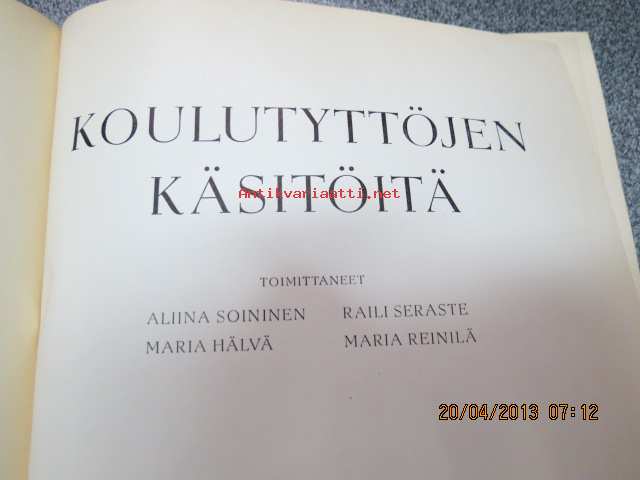 KOULUTYTTÖJEN
KÄSITÖITÄ
Antikvariaatti.net
TOIMITTANEET
ALIINA SOININEN RAILI SERASTE
MARIA HÄLVÄ MARIA REINILÄ
20/04/2013 07:12